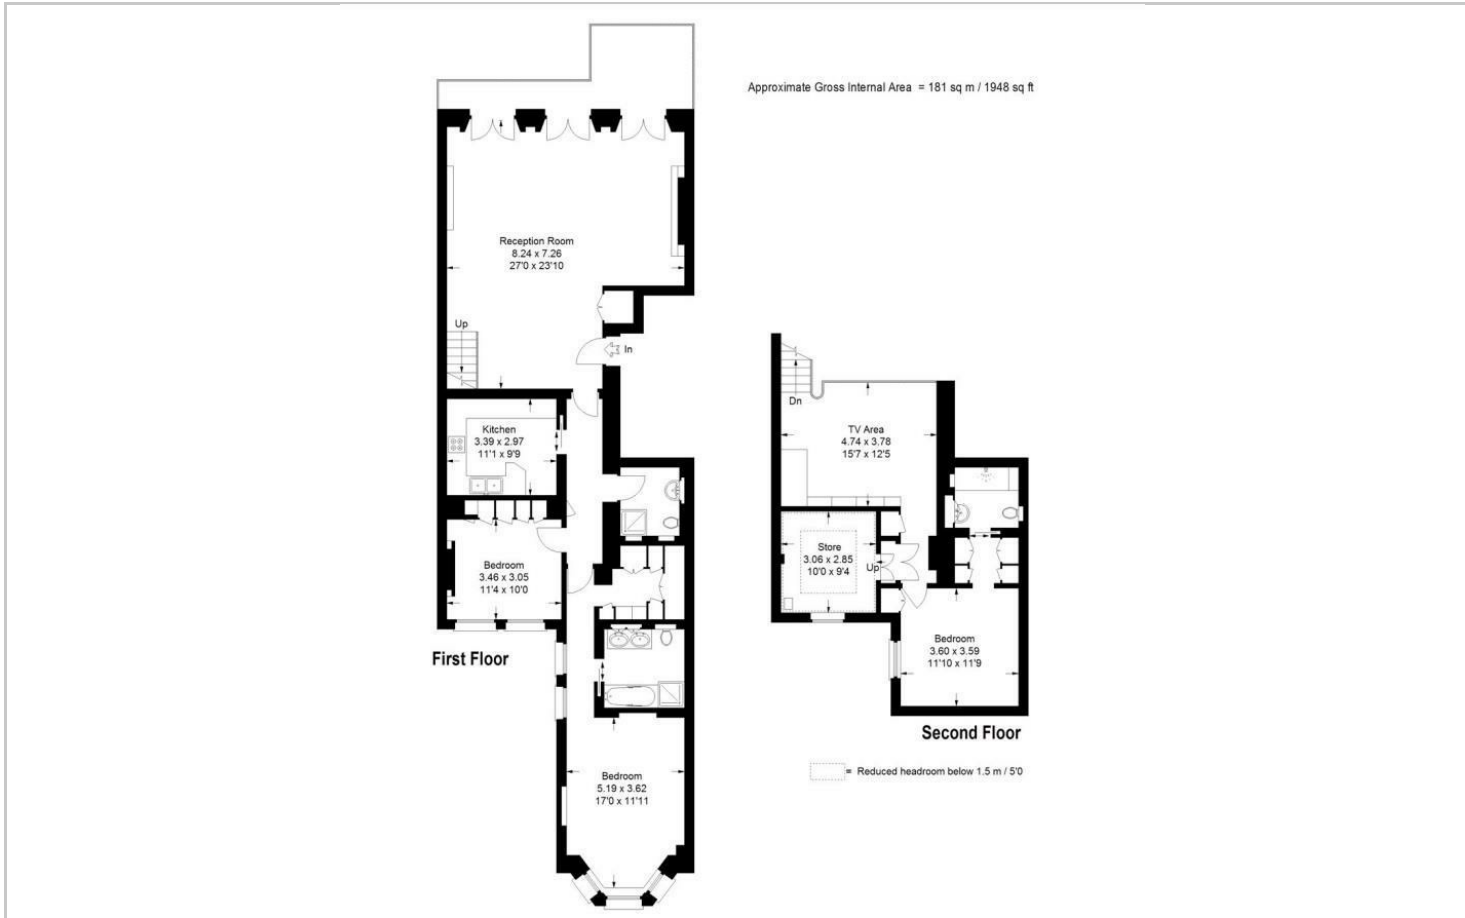 Approximate Gross Internal Area = 181 sq m / 1948 sq ft
Reception Room
8.24 x 7.26
27'0 x 23'10
Up
In
Kitchen
3.39 x 2.97
11'1 x 9'9
Bedroom
3.46 x 3.05
11'4 x 10'0
First Floor
Bedroom
5.19 x 3.62
17'0 x 11'11
Dn
TV Area
4.74 x 3.78
15'7 x 12'5
Store
3.06 x 2.85
10'0 x 9'4
Up
Bedroom
3.60 x 3.59
11'10 x 11'9
Second Floor
= Reduced headroom below 1.5 m / 5'0